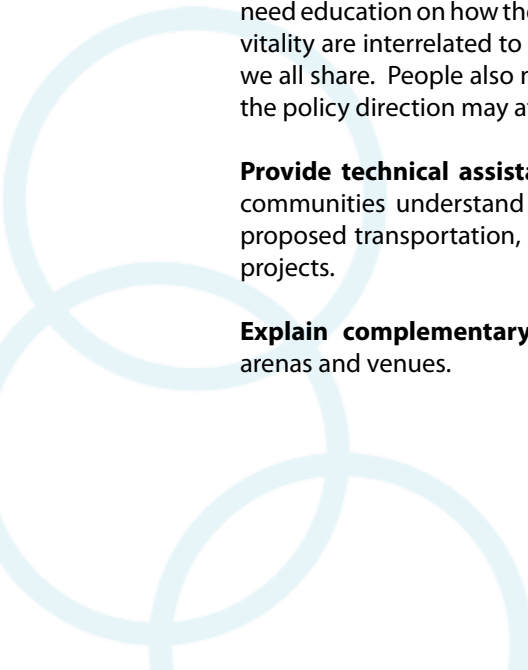 need education on how the
vitality are interrelated to
we all share. People also
the policy direction may
Provide technical
communities understand
proposed transportation,
projects.
Explain complementary
arenas and venues.